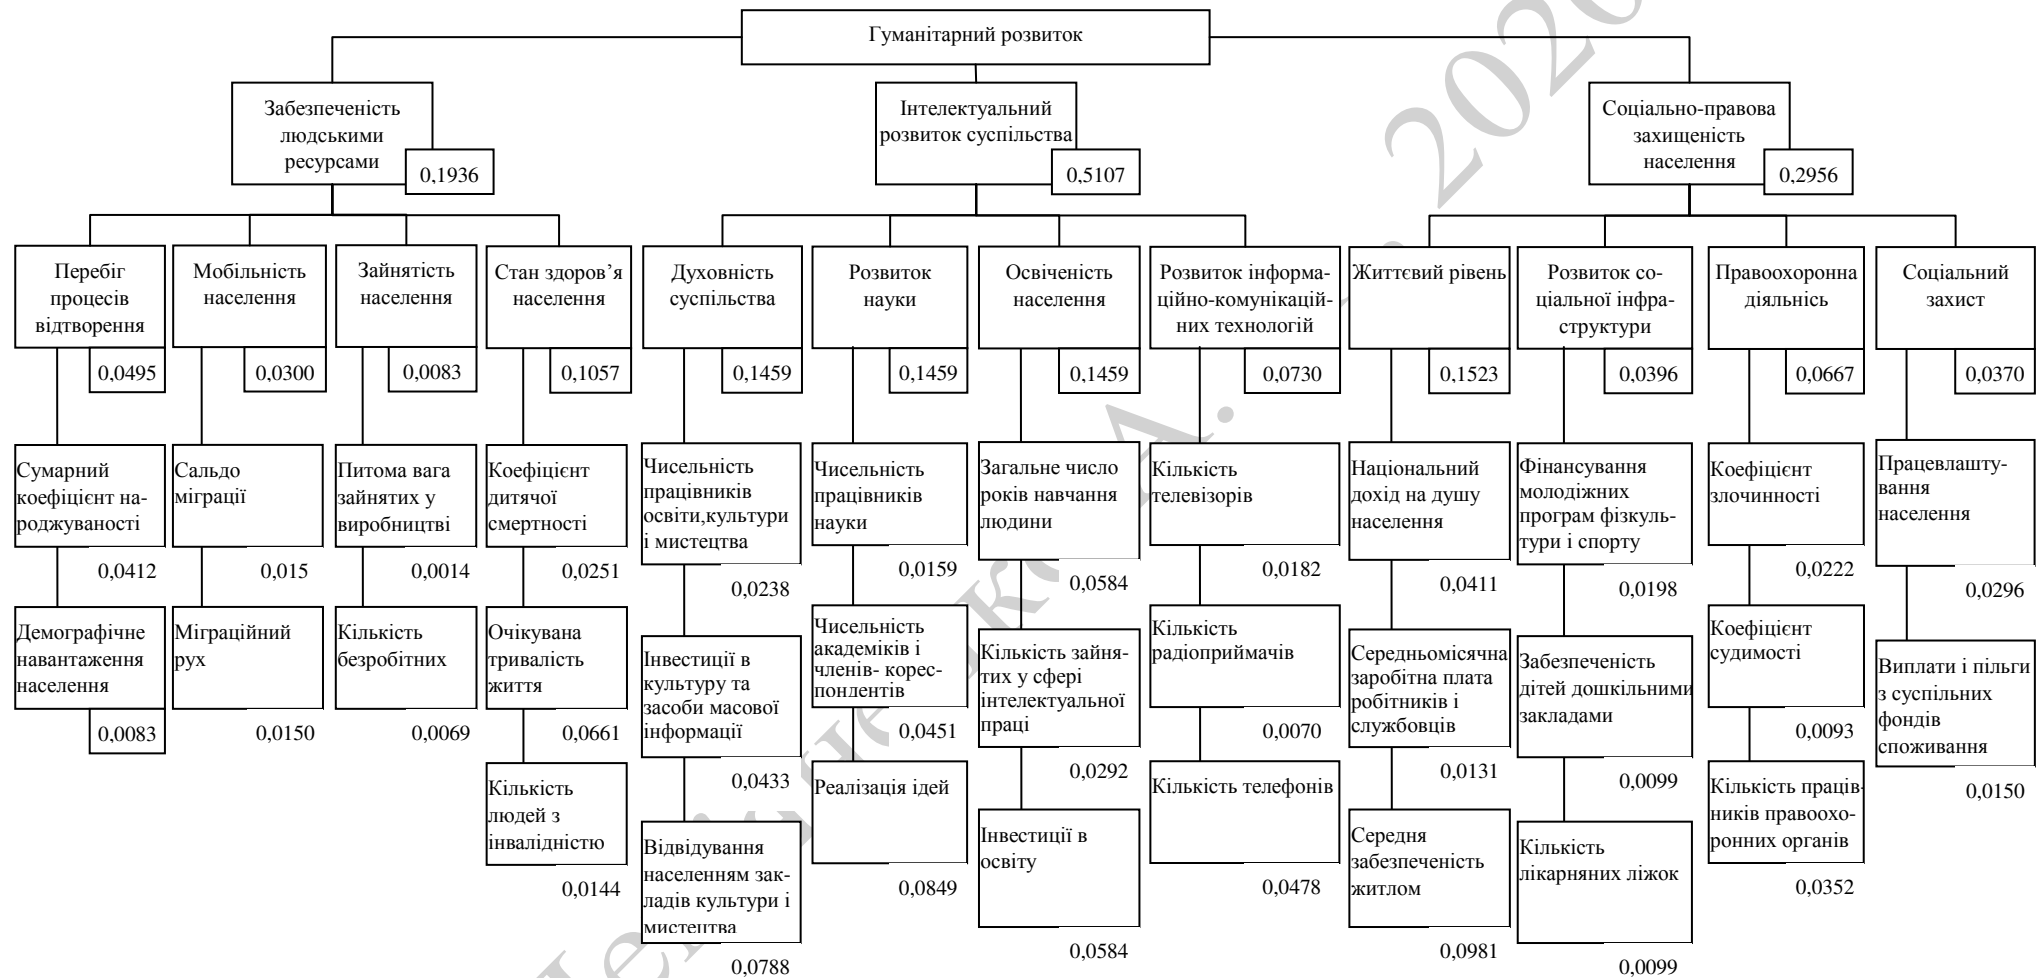 Гуманітарний розвиток
Забезпеченість
людськими
ресурсами
0,1936
Інтелектуальний
розвиток суспільства
0,5107
Соціально-правова
захищеність
населення
0,2956
Перебіг
процесів
відтворення
0,0495
Мобільність
населення
0,0300
Зайнятість
населення
0,0083
Стан здоров’я
населення
0,1057
Духовність
суспільства
0,1459
Розвиток
науки
0,1459
Освіченість
населення
0,1459
Розвиток інформа-
ційно-комунікацій-
них технологій
0,0730
Життєвий рівень
0,1523
Розвиток со-
ціальної інфра-
структури
0,0396
Правоохоронна
діяльнісь
0,0667
Соціальний
захист
0,0370
Сумарний
коефіцієнт на-
роджуваності
0,0412
Сальдо
міграції
0,015
Питома вага
зайнятих у
виробництві
0,0014
Коефіцієнт
дитячої
смертності
0,0251
Чисельність
працівників
освіти,культури
і мистецтва
0,0238
Чисельність
працівників
науки
0,0159
Загальне число
років навчання
людини
0,0584
Кількість
телевізорів
0,0182
Національний
дохід на душу
населення
0,0411
Фінансування
молодіжних
програм фізкуль-
тури і спорту
0,0198
Коефіцієнт
злочинності
0,0222
Працевлашту-
вання
населення
0,0296
Демографічне
навантаження
населення
0,0083
Міграційний
рух
0,0150
Кількість
безробітних
0,0069
Очікувана
тривалість
життя
0,0661
Інвестиції в
культуру та
засоби масової
інформації
0,0433
Чисельність
академіків і
членів- корес-
пондентів
0,0451
Кількість зайня-
тих у сфері
інтелектуальної
праці
0,0292
Кількість
радіоприймачів
0,0070
Середньомісячна
заробітна плата
робітників і
службовців
0,0131
Забезпеченість
дітей дошкільними
закладами
0,0099
Коефіцієнт
судимості
0,0093
Виплати і пільги
з суспільних
фондів
споживання
0,0150
Кількість
людей з
інвалідністю
0,0144
Відвідування
населенням зак-
ладів культури і
мистецтва
0,0788
Реалізація ідей
0,0849
Інвестиції в
освіту
0,0584
Кількість телефонів
0,0478
Середня
забезпеченість
житлом
0,0981
Кількість
лікарняних ліжок
0,0099
Кількість праців-
ників правоохо-
ронних органів
0,0352
А.
2020